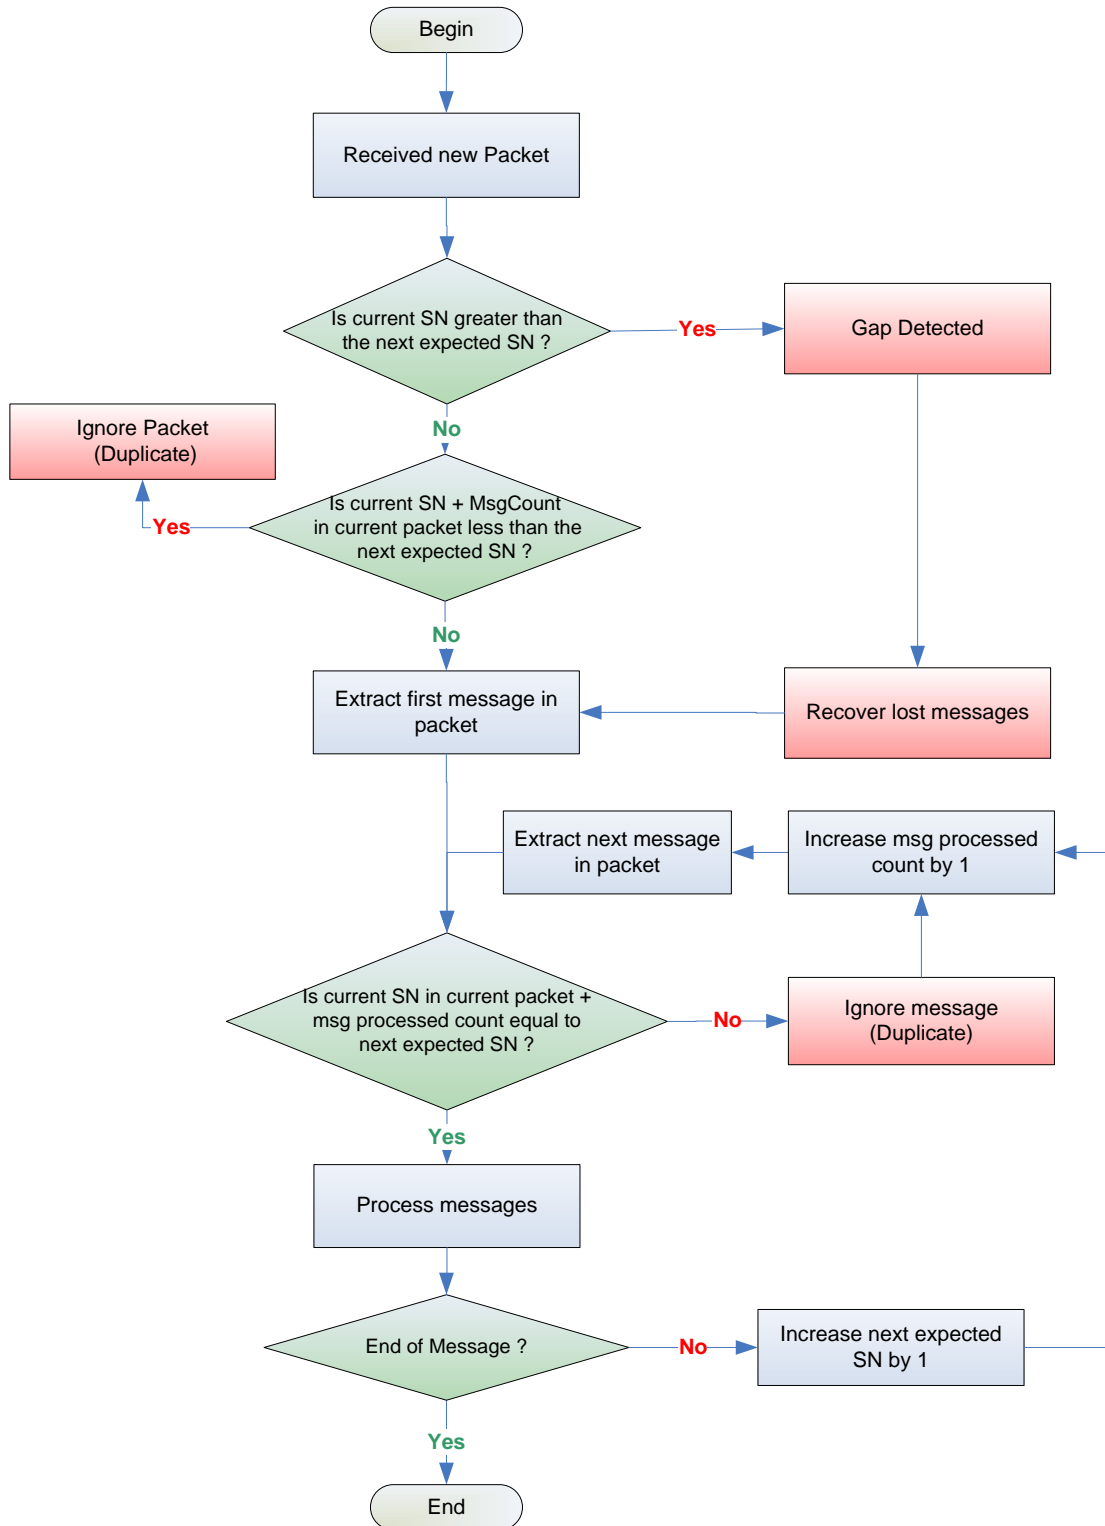 Begin
Received new Packet
Is current SN greater than
the next expected SN ?
Yes
Gap Detected
No
Ignore Packet
(Duplicate)
Is current SN + MsgCount
in current packet less than the
next expected SN ?
Yes
No
Extract first message in
packet
Recover lost messages
Extract next message
in packet
Increase msg processed
count by 1
Is current SN in current packet +
msg processed count equal to
next expected SN ?
No
Ignore message
(Duplicate)
Yes
Process messages
End of Message ?
No
Increase next expected
SN by 1
Yes
End